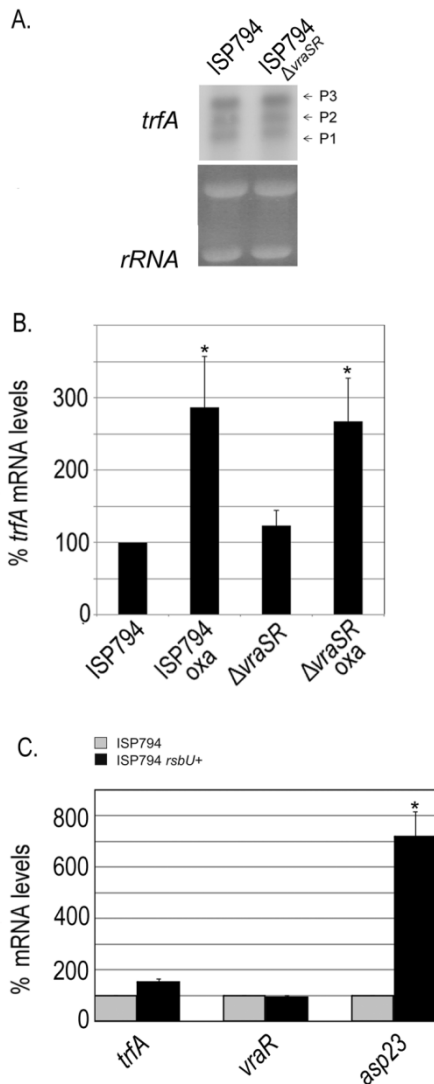 A.
ISP794
ISP794
ΔvraSR
trfA
← P3
← P2
← P1
rRNA
B.
% trfA mRNA levels
300
200
100
0
*
*
ISP794
ISP794
oxa
ΔvraSR
ΔvraSR
oxa
C.
ISP794
ISP794 rsbU+
% mRNA levels
800
600
400
200
0
*
trfA
vraR
asp23